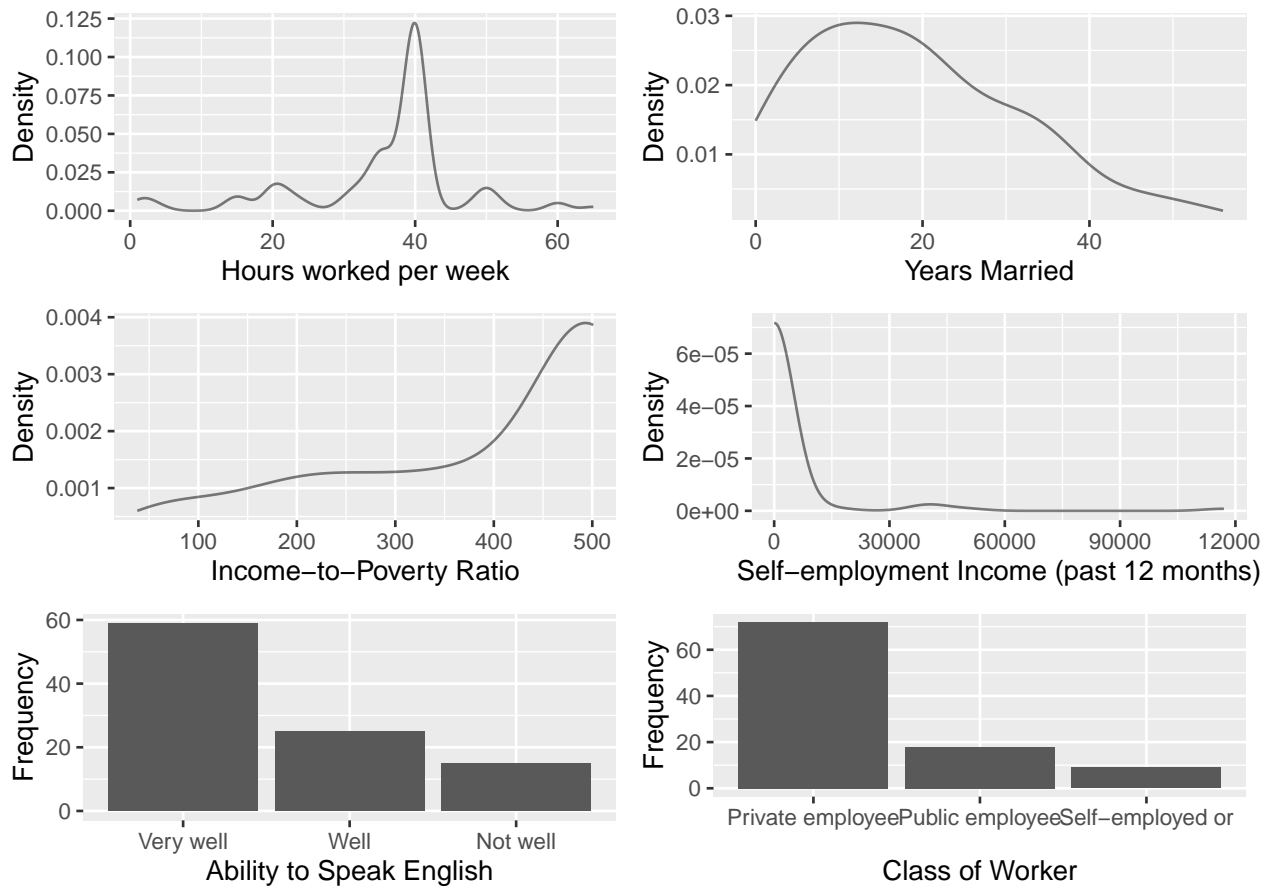 0.125
0.100
0.075
0.050
0.025
0.000
Density
0 20 40 60
Hours worked per week
0.03
0.02
0.01
Density
0 20 40
Years Married
0.004
0.003
0.002
0.001
Density
100 200 300 400 500
Income−to−Poverty Ratio
6e−05
4e−05
2e−05
0e+00
Density
0 30000 60000 90000 12000
Self−employment Income (past 12 months)
60
40
20
0
Frequency
Very well Well Not well
Ability to Speak English
60
40
20
0
Frequency
Private employee Public employee Self−employed or
Class of Worker